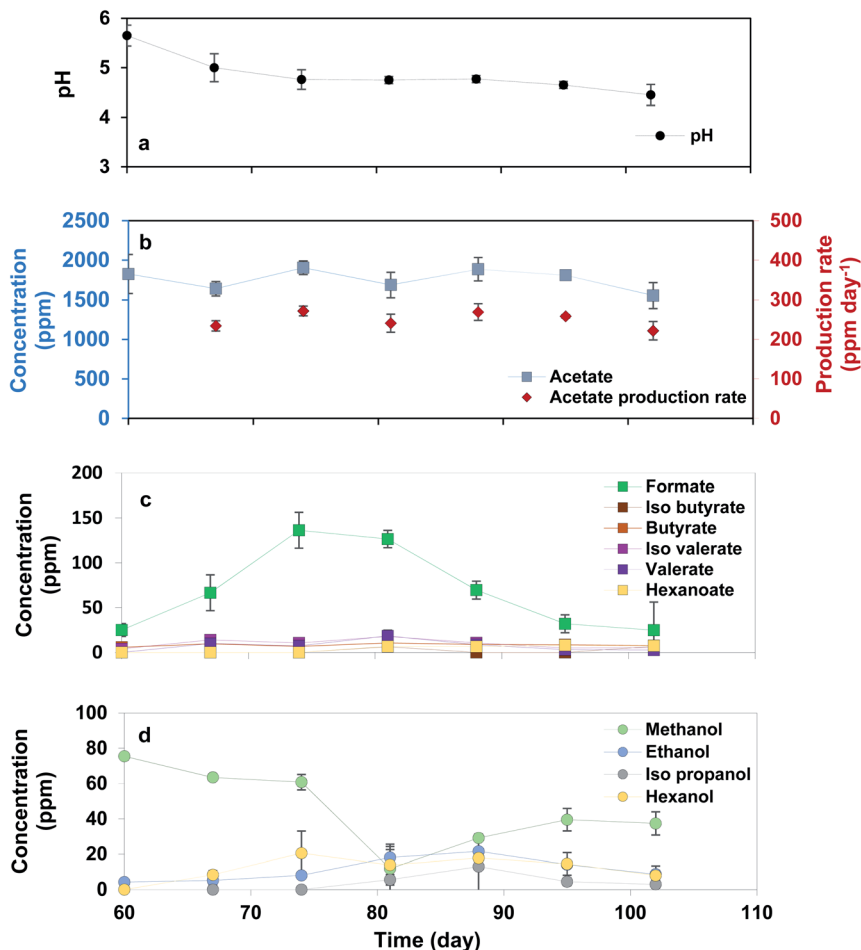 6
5
4
3
pH
a
pH
2500
2000
1500
1000
500
0
Concentration
(ppm)
b
Acetate
Acetate production rate
500
400
300
200
100
0
Production rate
(ppm day⁻¹)
200
150
100
50
0
Concentration
(ppm)
c
Formate
Iso butyrate
Butyrate
Iso valerate
Valerate
Hexanoate
100
80
60
40
20
0
Concentration
(ppm)
d
Methanol
Ethanol
Iso propanol
Hexanol
60 70 80 90 100 110
Time (day)